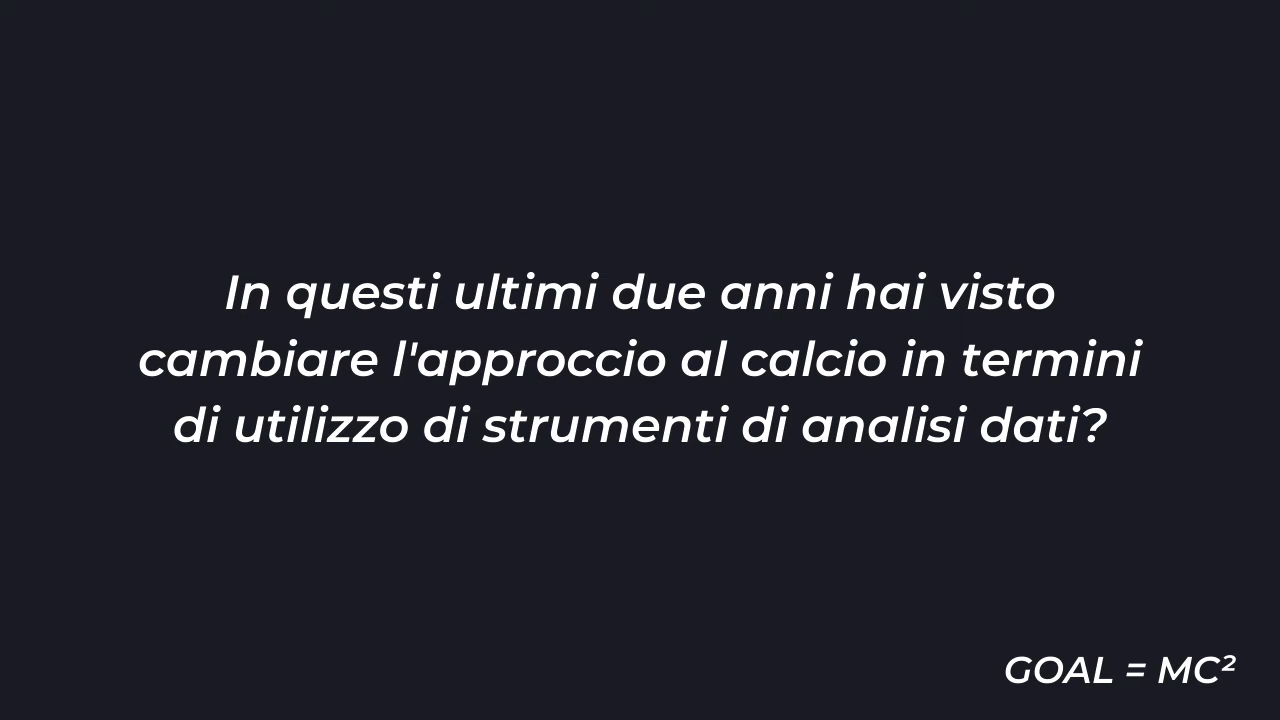 In questi ultimi due anni hai visto
cambiare l'approccio al calcio in termini
di utilizzo di strumenti di analisi dati?
GOAL = MC²